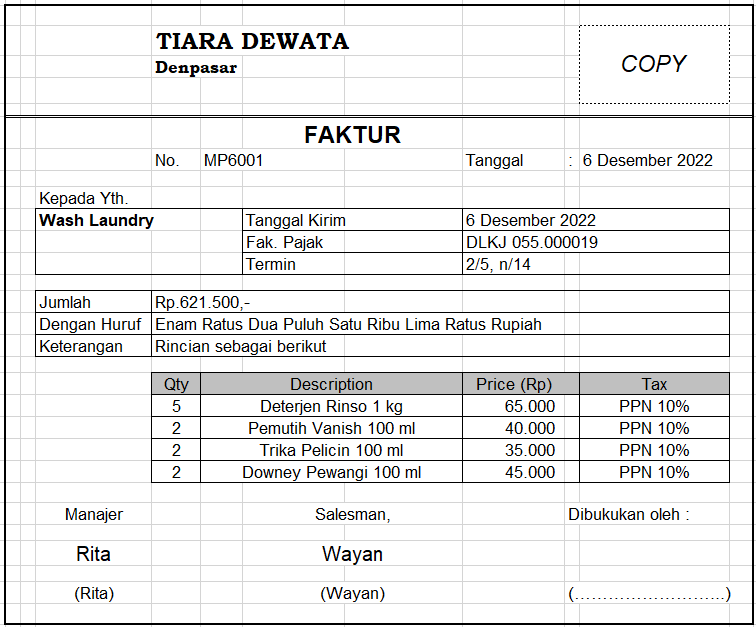 TIARA DEWATA
Denpasar
COPY
FAKTUR
No. MP6001 Tanggal : 6 Desember 2022
Kepada Yth.
Wash Laundry Tanggal Kirim 6 Desember 2022
Fak. Pajak DLKJ 055.000019
Termin 2/5, n/14
Jumlah Rp.621.500,-
Dengan Huruf Enam Ratus Dua Puluh Satu Ribu Lima Ratus Rupiah
Keterangan Rincian sebagai berikut
Qty Description Price (Rp) Tax
5 Deterjen Rinso 1 kg 65.000 PPN 10%
2 Pemutih Vanish 100 ml 40.000 PPN 10%
2 Trika Pelicin 100 ml 35.000 PPN 10%
2 Downey Pewangi 100 ml 45.000 PPN 10%
Manajer Salesman, Dibukukan oleh :
Rita Wayan
(Rita) (Wayan) (……………………..)